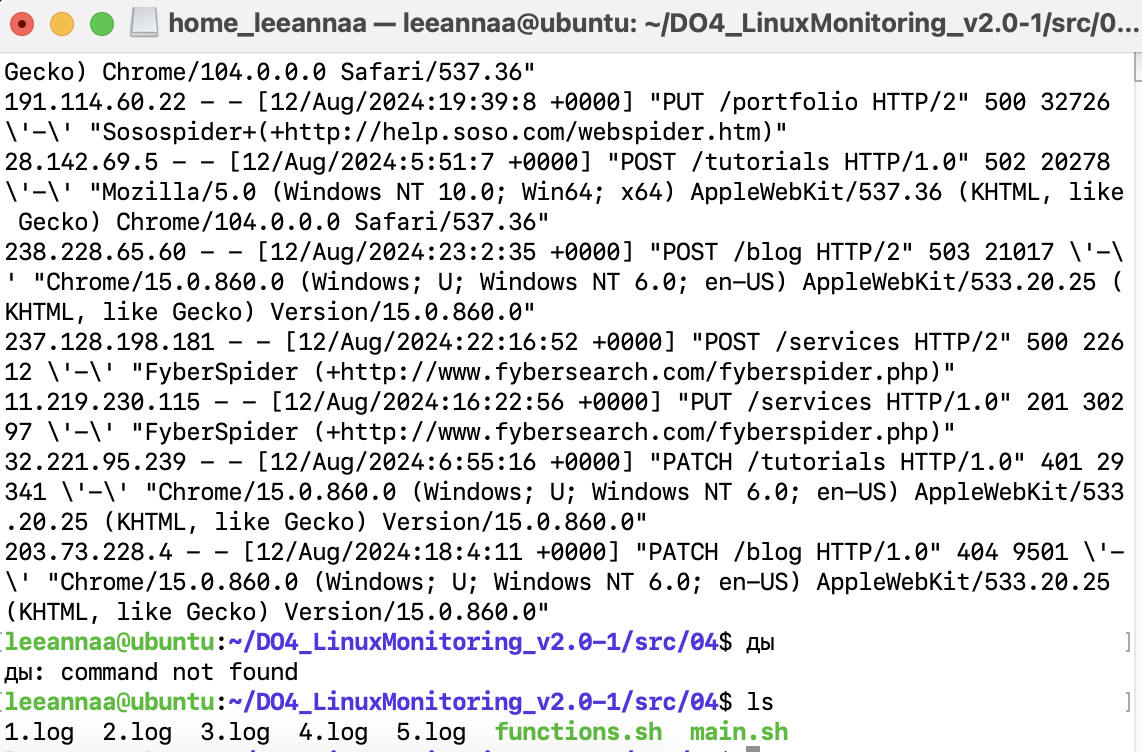 home_leeannaa — leeannaa@ubuntu: ~/DO4_LinuxMonitoring_v2.0-1/src/0...
Gecko) Chrome/104.0.0.0 Safari/537.36"
191.114.60.22 - - [12/Aug/2024:19:39:8 +0000] "PUT /portfolio HTTP/2" 500 32726
\'-\' "Sosospider+(+http://help.soso.com/webspider.htm)"
28.142.69.5 - - [12/Aug/2024:5:51:7 +0000] "POST /tutorials HTTP/1.0" 502 20278
\'-\' "Mozilla/5.0 (Windows NT 10.0; Win64; x64) AppleWebKit/537.36 (KHTML, like
 Gecko) Chrome/104.0.0.0 Safari/537.36"
238.228.65.60 - - [12/Aug/2024:23:2:35 +0000] "POST /blog HTTP/2" 503 21017 \'-\
' "Chrome/15.0.860.0 (Windows; U; Windows NT 6.0; en-US) AppleWebKit/533.20.25 (
KHTML, like Gecko) Version/15.0.860.0"
237.128.198.181 - - [12/Aug/2024:22:16:52 +0000] "POST /services HTTP/2" 500 226
12 \'-\' "FyberSpider (+http://www.fybersearch.com/fyberspider.php)"
11.219.230.115 - - [12/Aug/2024:16:22:56 +0000] "PUT /services HTTP/1.0" 201 302
97 \'-\' "FyberSpider (+http://www.fybersearch.com/fyberspider.php)"
32.221.95.239 - - [12/Aug/2024:6:55:16 +0000] "PATCH /tutorials HTTP/1.0" 401 29
341 \'-\' "Chrome/15.0.860.0 (Windows; U; Windows NT 6.0; en-US) AppleWebKit/533
.20.25 (KHTML, like Gecko) Version/15.0.860.0"
203.73.228.4 - - [12/Aug/2024:18:4:11 +0000] "PATCH /blog HTTP/1.0" 404 9501 \'-
\' "Chrome/15.0.860.0 (Windows; U; Windows NT 6.0; en-US) AppleWebKit/533.20.25
(KHTML, like Gecko) Version/15.0.860.0"
[leeannaa@ubuntu:~/DO4_LinuxMonitoring_v2.0-1/src/04$ ды ]
ды: command not found
[leeannaa@ubuntu:~/DO4_LinuxMonitoring_v2.0-1/src/04$ ls ]
1.log 2.log 3.log 4.log 5.log functions.sh main.sh